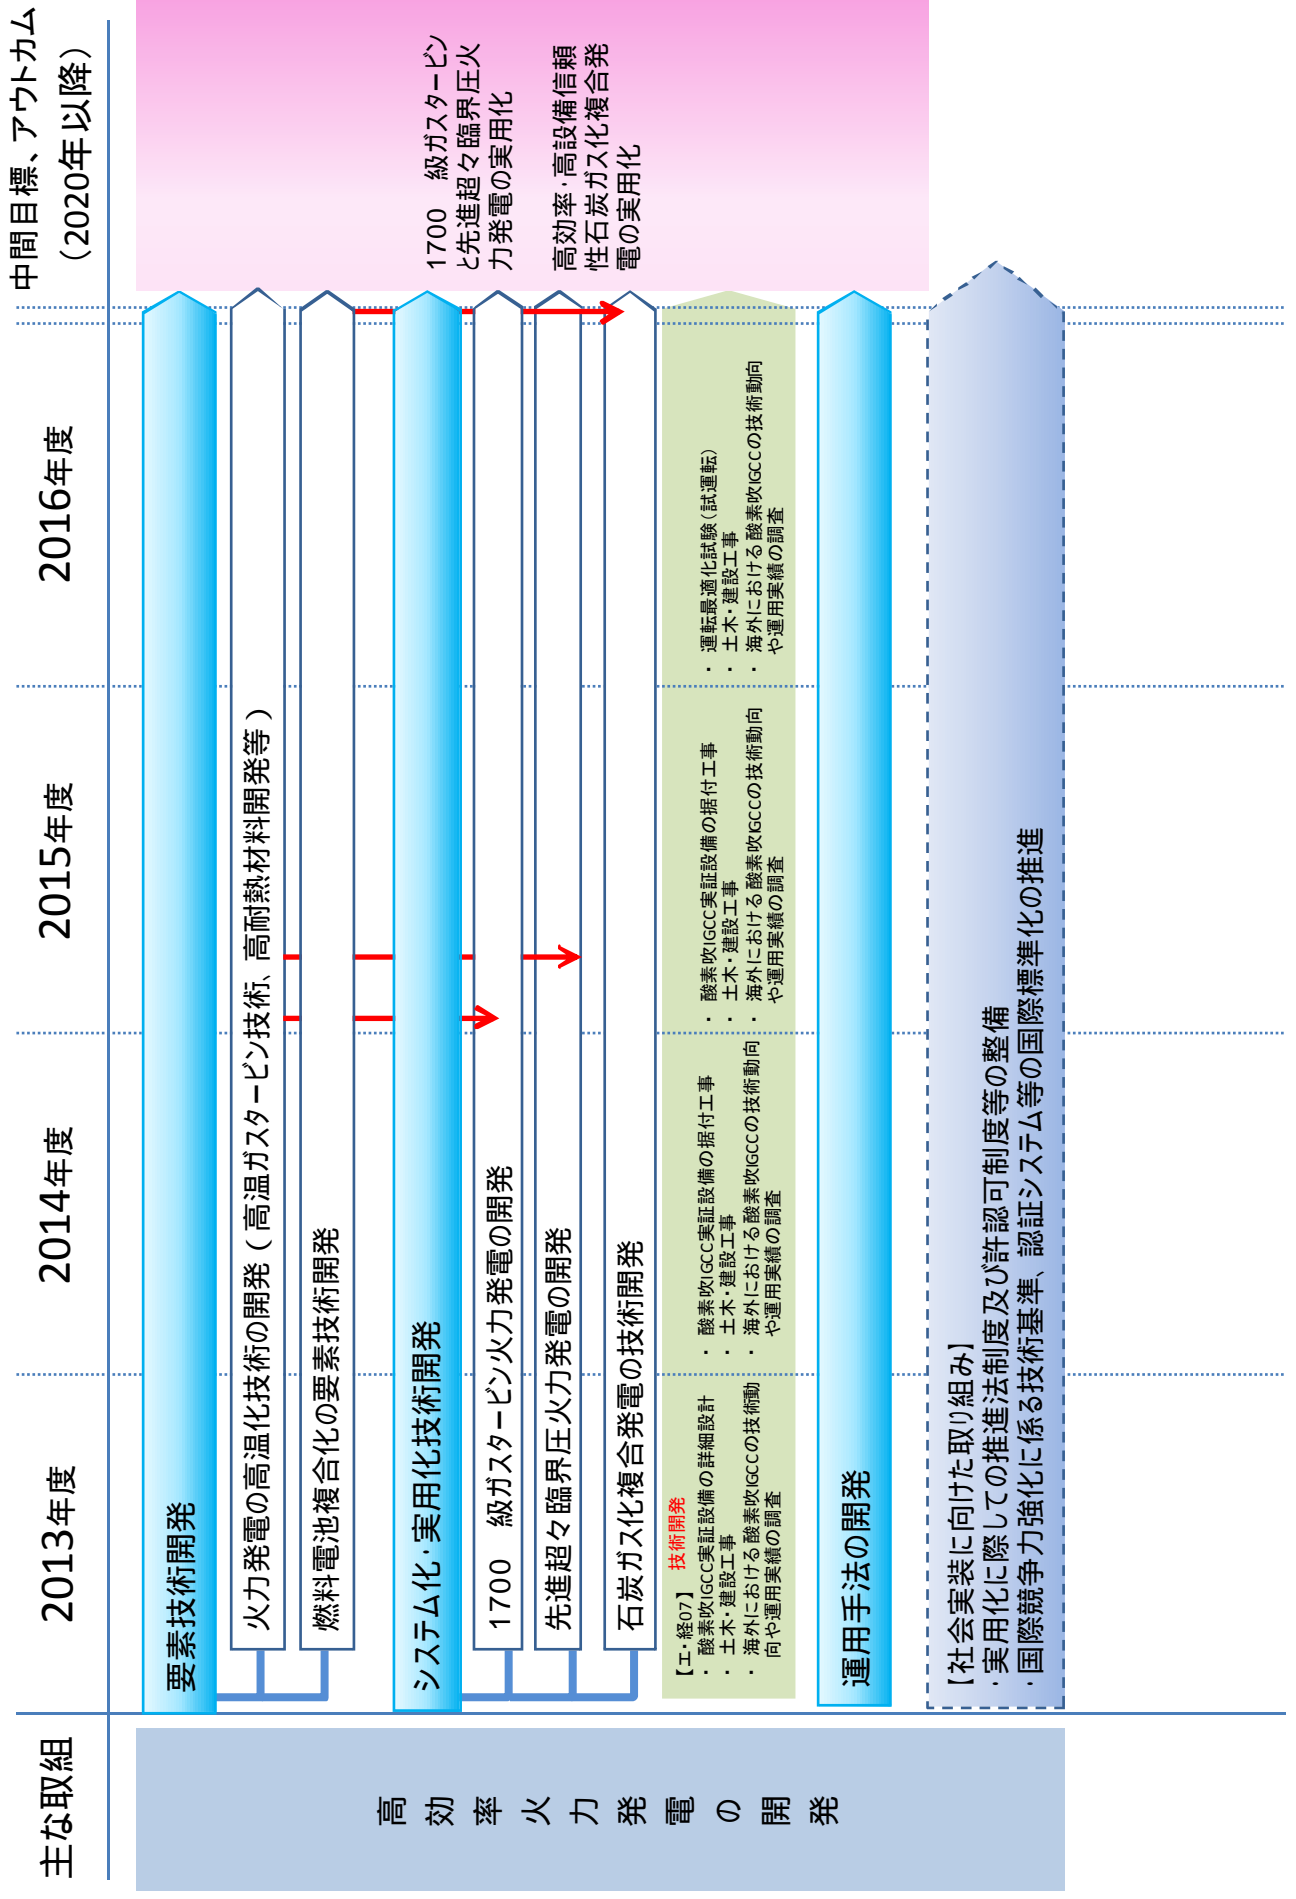 主な取組
2013年度
2014年度
2015年度
2016年度
中間目標、アウトカム
（2020年以降）
高効率火力発電の開発
要素技術開発
火力発電の高温化技術の開発（高温ガスタービン技術、高耐熱材料開発等）
燃料電池複合化の要素技術開発
システム化・実用化技術開発
1700　級ガスタービン火力発電の開発
先進超々臨界圧火力発電の開発
石炭ガス化複合発電の技術開発
1700　級ガスタービン
と先進超々臨界圧火
力発電の実用化
高効率・高設備信頼
性石炭ガス化複合発
電の実用化
【エ・経07】　技術開発
・ 酸素吹IGCC実証設備の詳細設計
・ 土木・建設工事
・ 海外における酸素吹IGCCの技術動
向や運用実績の調査
・ 酸素吹IGCC実証設備の据付工事
・ 土木・建設工事
・ 海外における酸素吹IGCCの技術動向
や運用実績の調査
・ 酸素吹IGCC実証設備の据付工事
・ 土木・建設工事
・ 海外における酸素吹IGCCの技術動向
や運用実績の調査
・ 運転最適化試験（試運転）
・ 土木・建設工事
・ 海外における酸素吹IGCCの技術動向
や運用実績の調査
運用手法の開発
【社会実装に向けた取り組み】
・実用化に際しての推進法制度及び許認可制度等の整備
・国際競争力強化に係る技術基準、認証システム等の国際標準化の推進